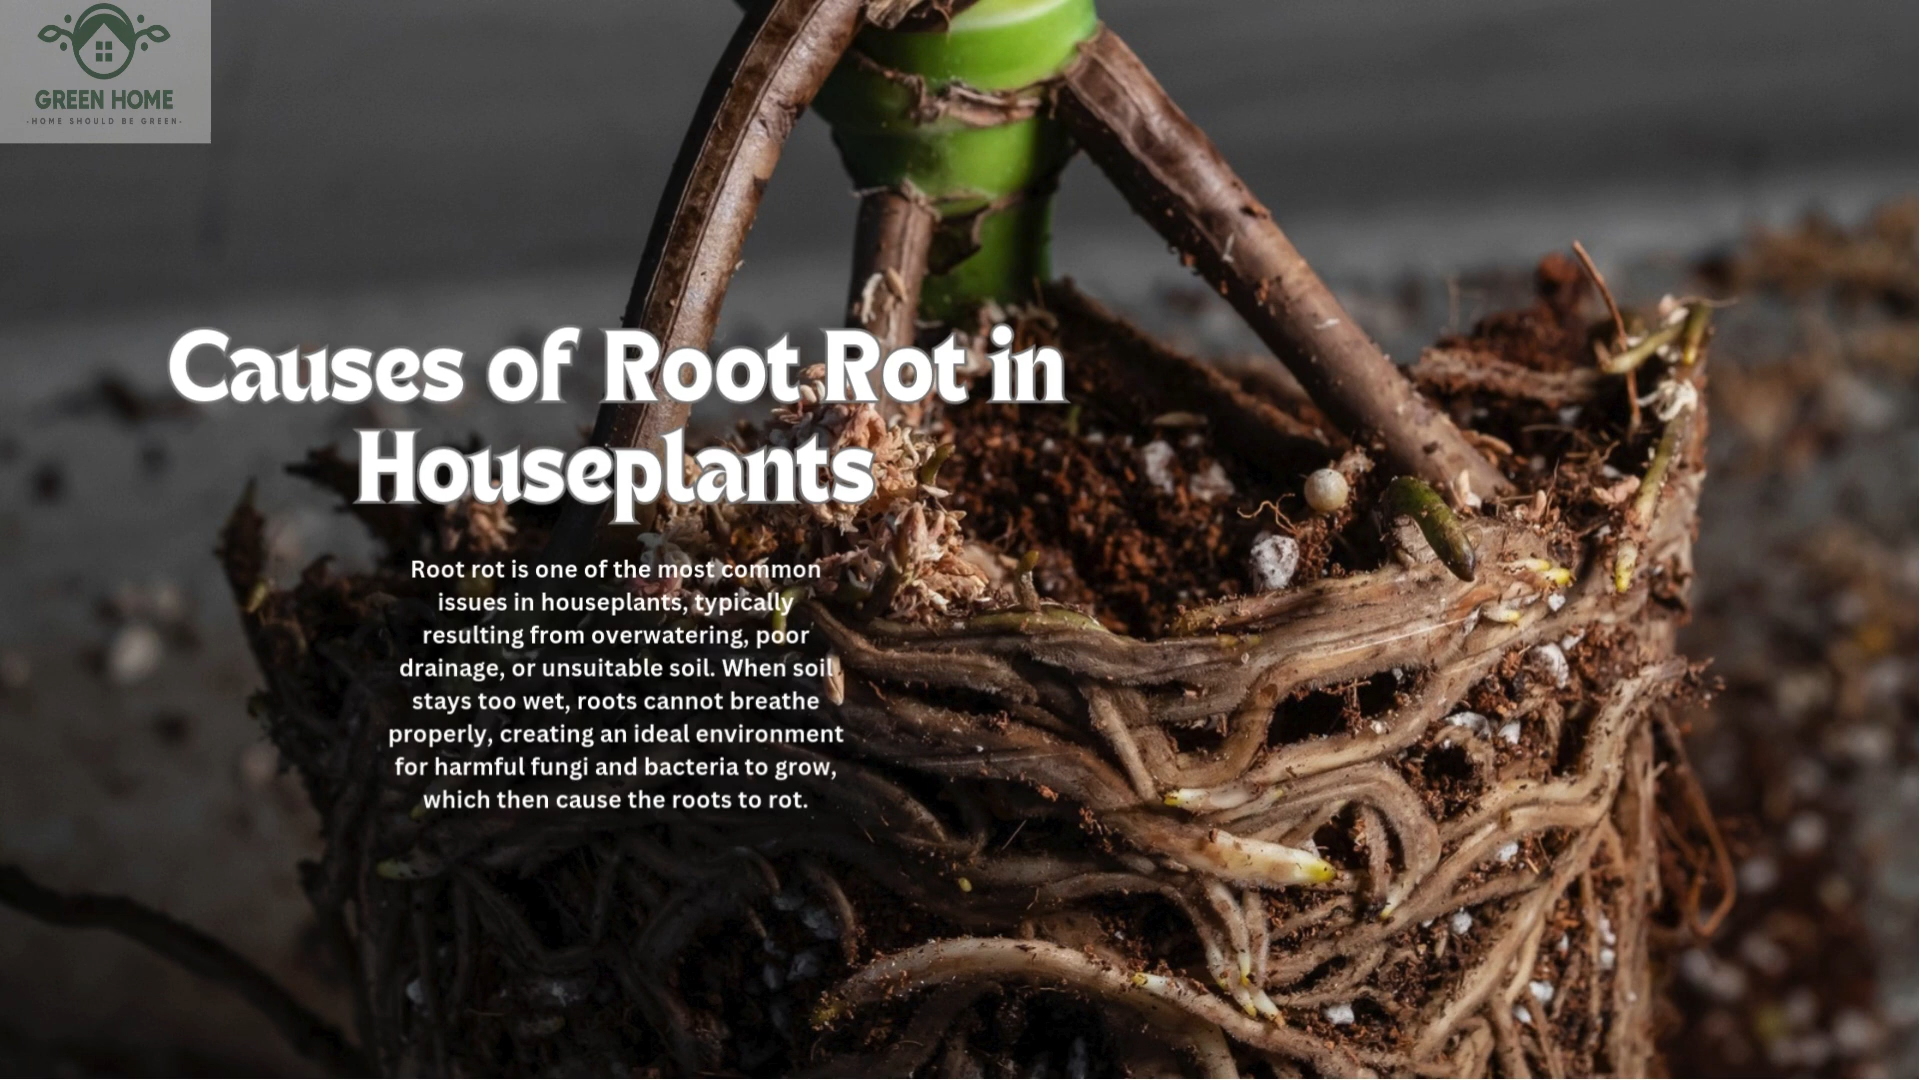 GREEN HOME
-HOME SHOULD BE GREEN-
Causes of Root Rot in
Houseplants
Root rot is one of the most common
issues in houseplants, typically
resulting from overwatering, poor
drainage, or unsuitable soil. When soil
stays too wet, roots cannot breathe
properly, creating an ideal environment
for harmful fungi and bacteria to grow,
which then cause the roots to rot.